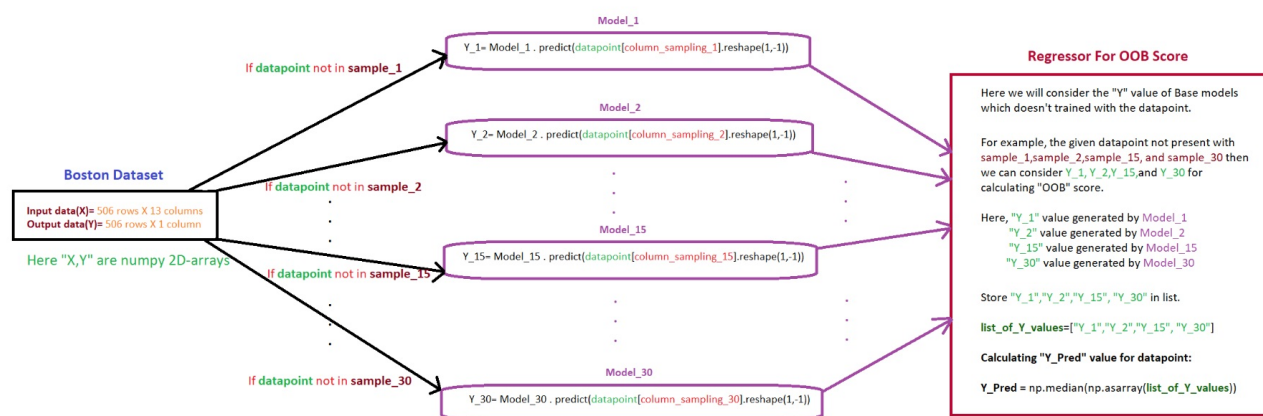 Model_1
Y_1= Model_1 . predict(datapoint[column_sampling_1].reshape(1,-1))
If datapoint not in sample_1
Model_2
Y_2= Model_2 . predict(datapoint[column_sampling_2].reshape(1,-1))
If datapoint not in sample_2
Boston Dataset
Input data(X)= 506 rows X 13 columns
Output data(Y)= 506 rows X 1 column
Here "X,Y" are numpy 2D-arrays
Model_15
Y_15= Model_15 . predict(datapoint[column_sampling_15].reshape(1,-1))
If datapoint not in sample_15
Model_30
Y_30= Model_30 . predict(datapoint[column_sampling_30].reshape(1,-1))
If datapoint not in sample_30
Regressor For OOB Score
Here we will consider the "Y" value of Base models
which doesn't trained with the datapoint.
For example, the given datapoint not present with
sample_1,sample_2,sample_15, and sample_30 then
we can consider Y_1, Y_2,Y_15,and Y_30 for
calculating "OOB" score.
Here, "Y_1" value generated by Model_1
"Y_2" value generated by Model_2
"Y_15" value generated by Model_15
"Y_30" value generated by Model_30
Store "Y_1","Y_2","Y_15", "Y_30" in list.
list_of_Y_values=["Y_1","Y_2","Y_15", "Y_30"]
Calculating "Y_Pred" value for datapoint:
Y_Pred = np.median(np.asarray(list_of_Y_values))